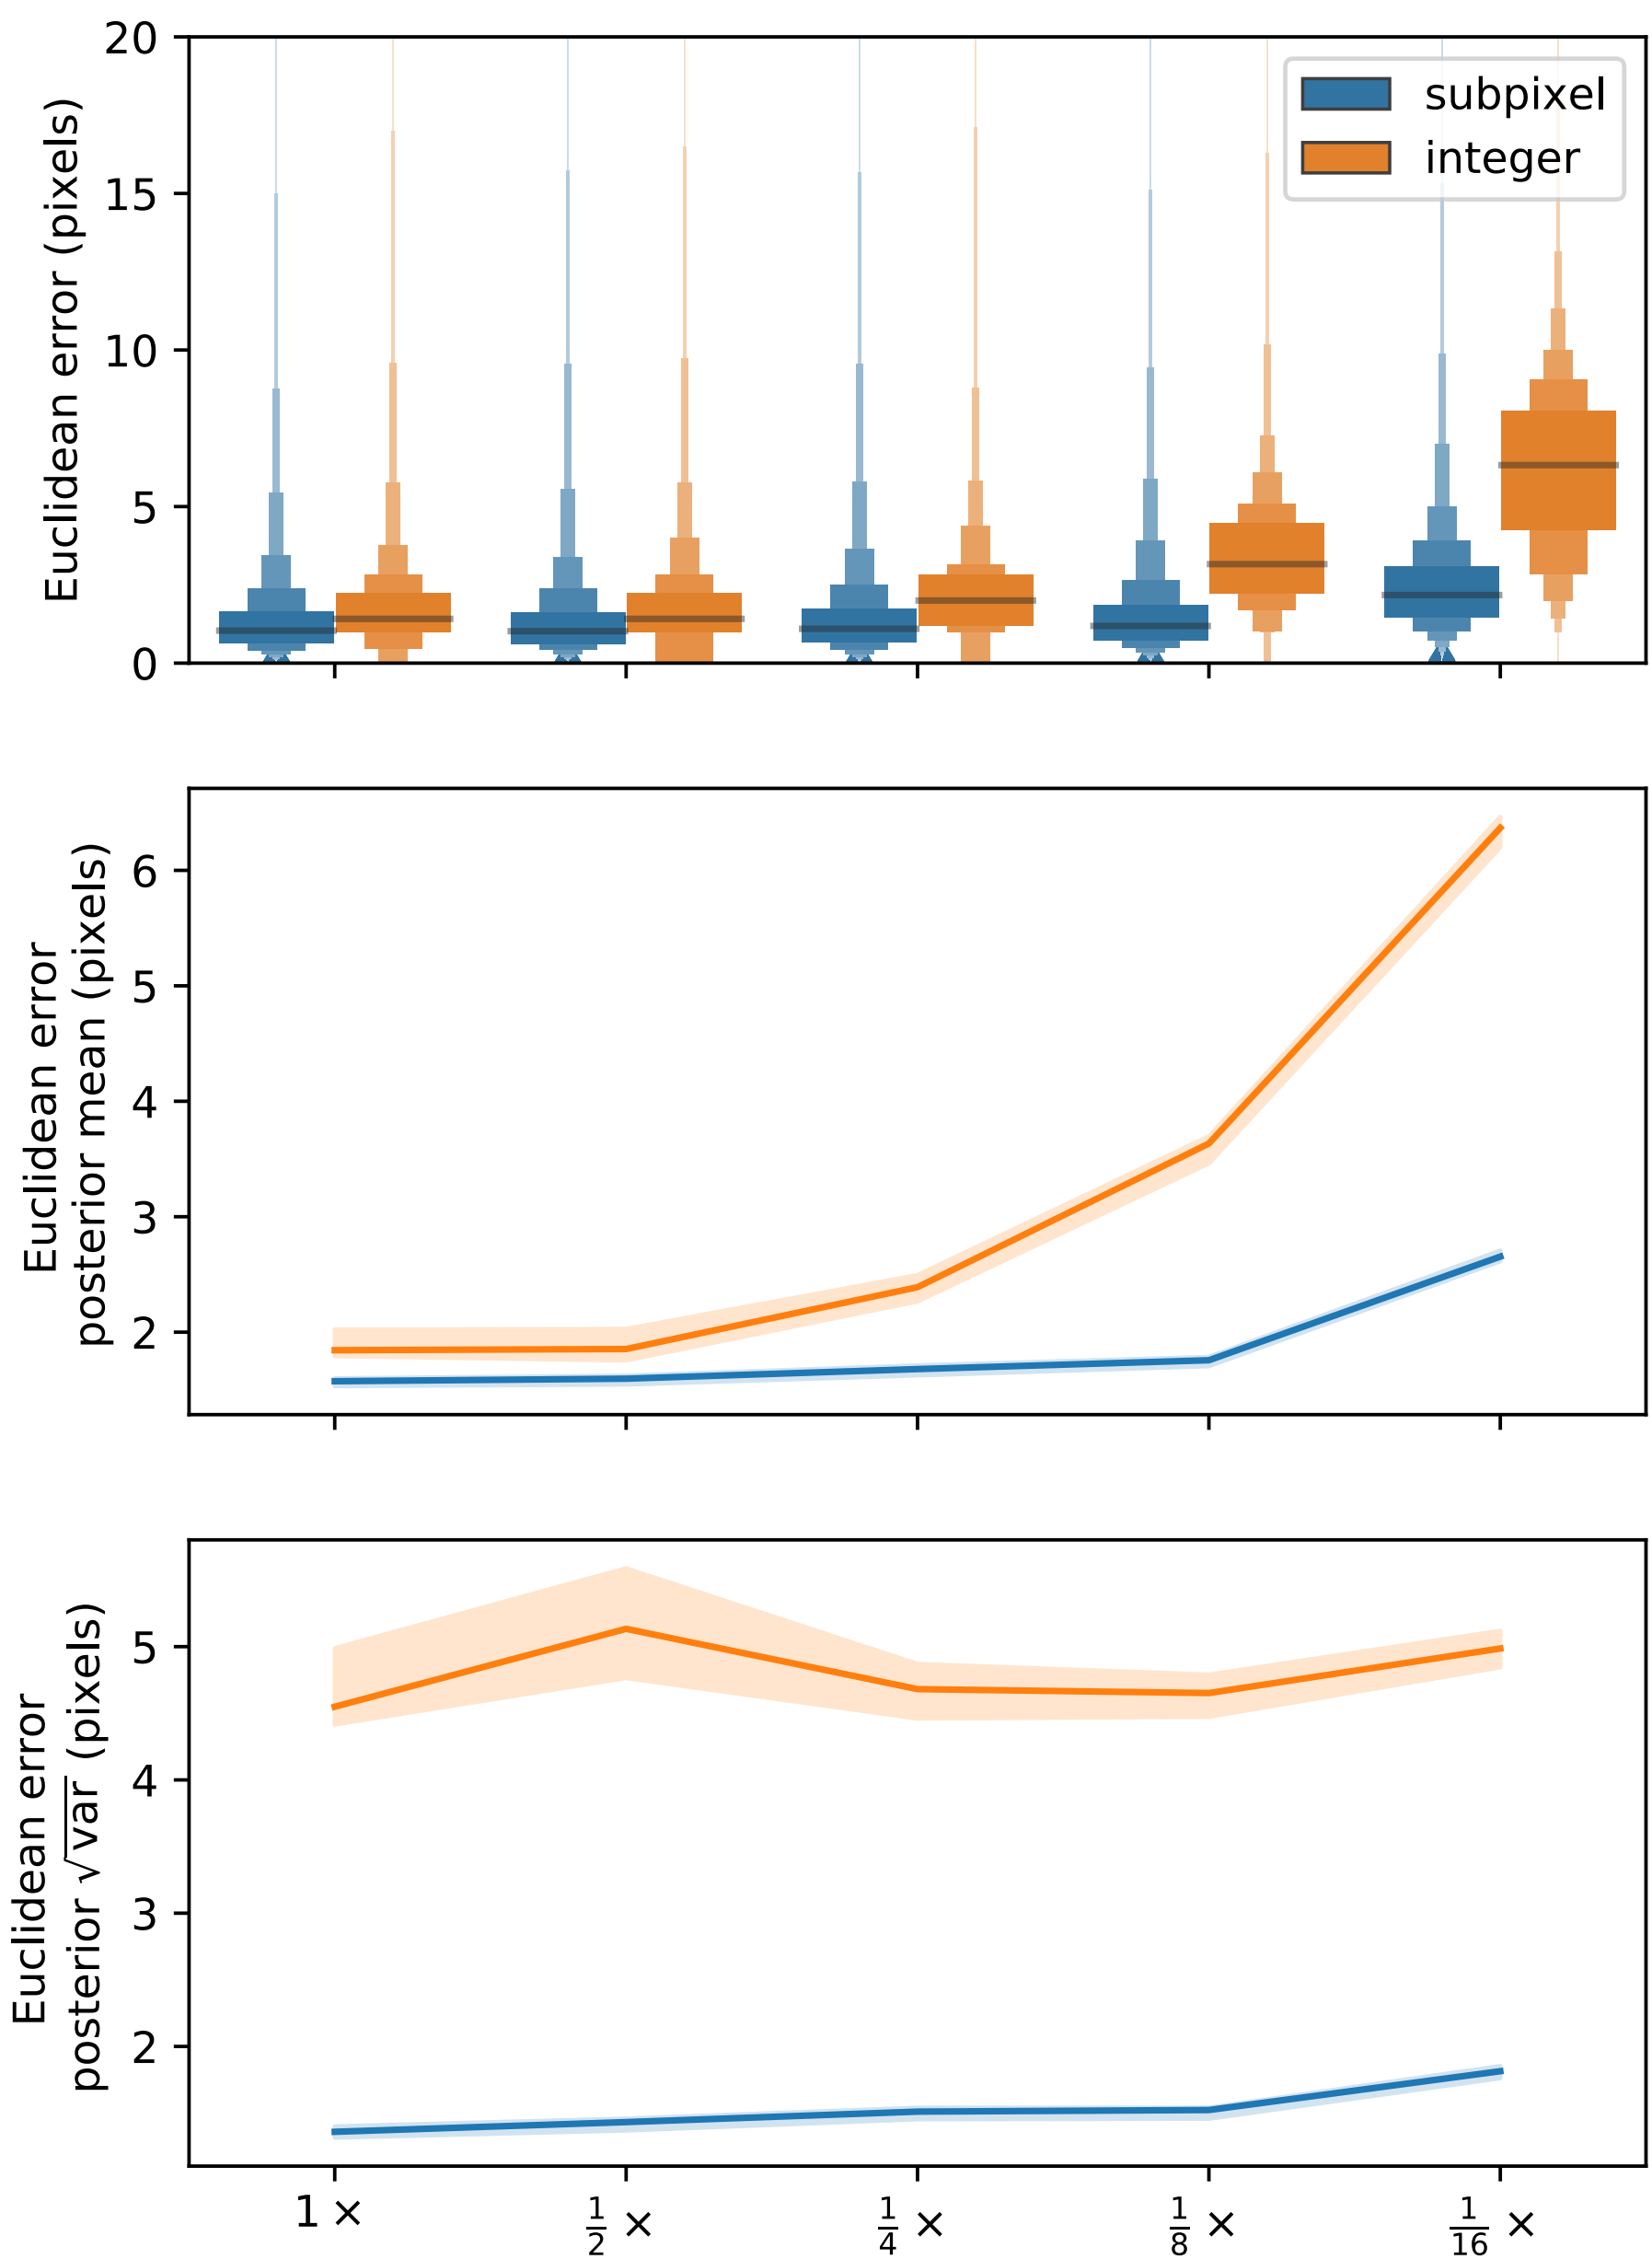 Euclidean error (pixels)
20
15
10
5
0
subpixel
integer
Euclidean error
posterior mean (pixels)
6
5
4
3
2
Euclidean error
posterior √var (pixels)
5
4
3
2
1× 1/2× 1/4× 1/8× 1/16×